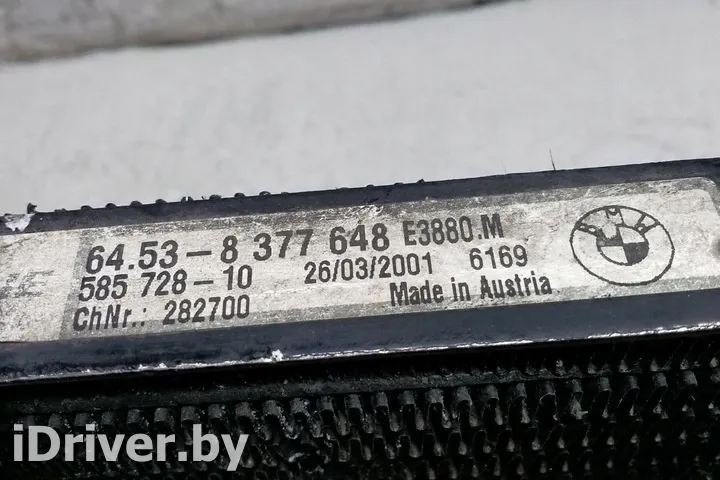 64.53-8 377 648 E3880.M
585 728-10 26/03/2001 6169
ChNr.: 282700 Made in Austria
iDriver.by